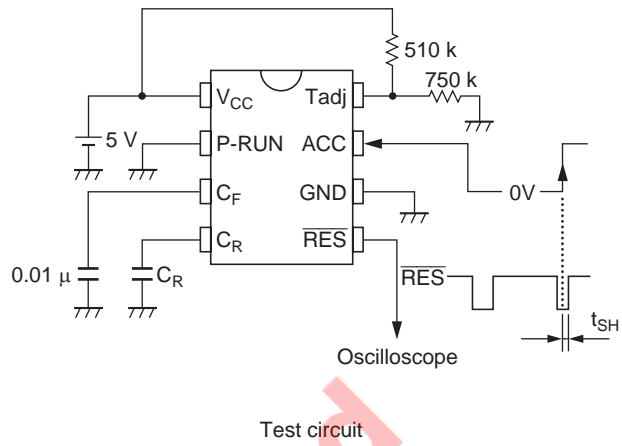 510 k
750 k
VCC
Tadj
5 V
P-RUN
ACC
CF
GND
0V
CR
RES
0.01 μ
CR
RES
tSH
Oscilloscope
Test circuit